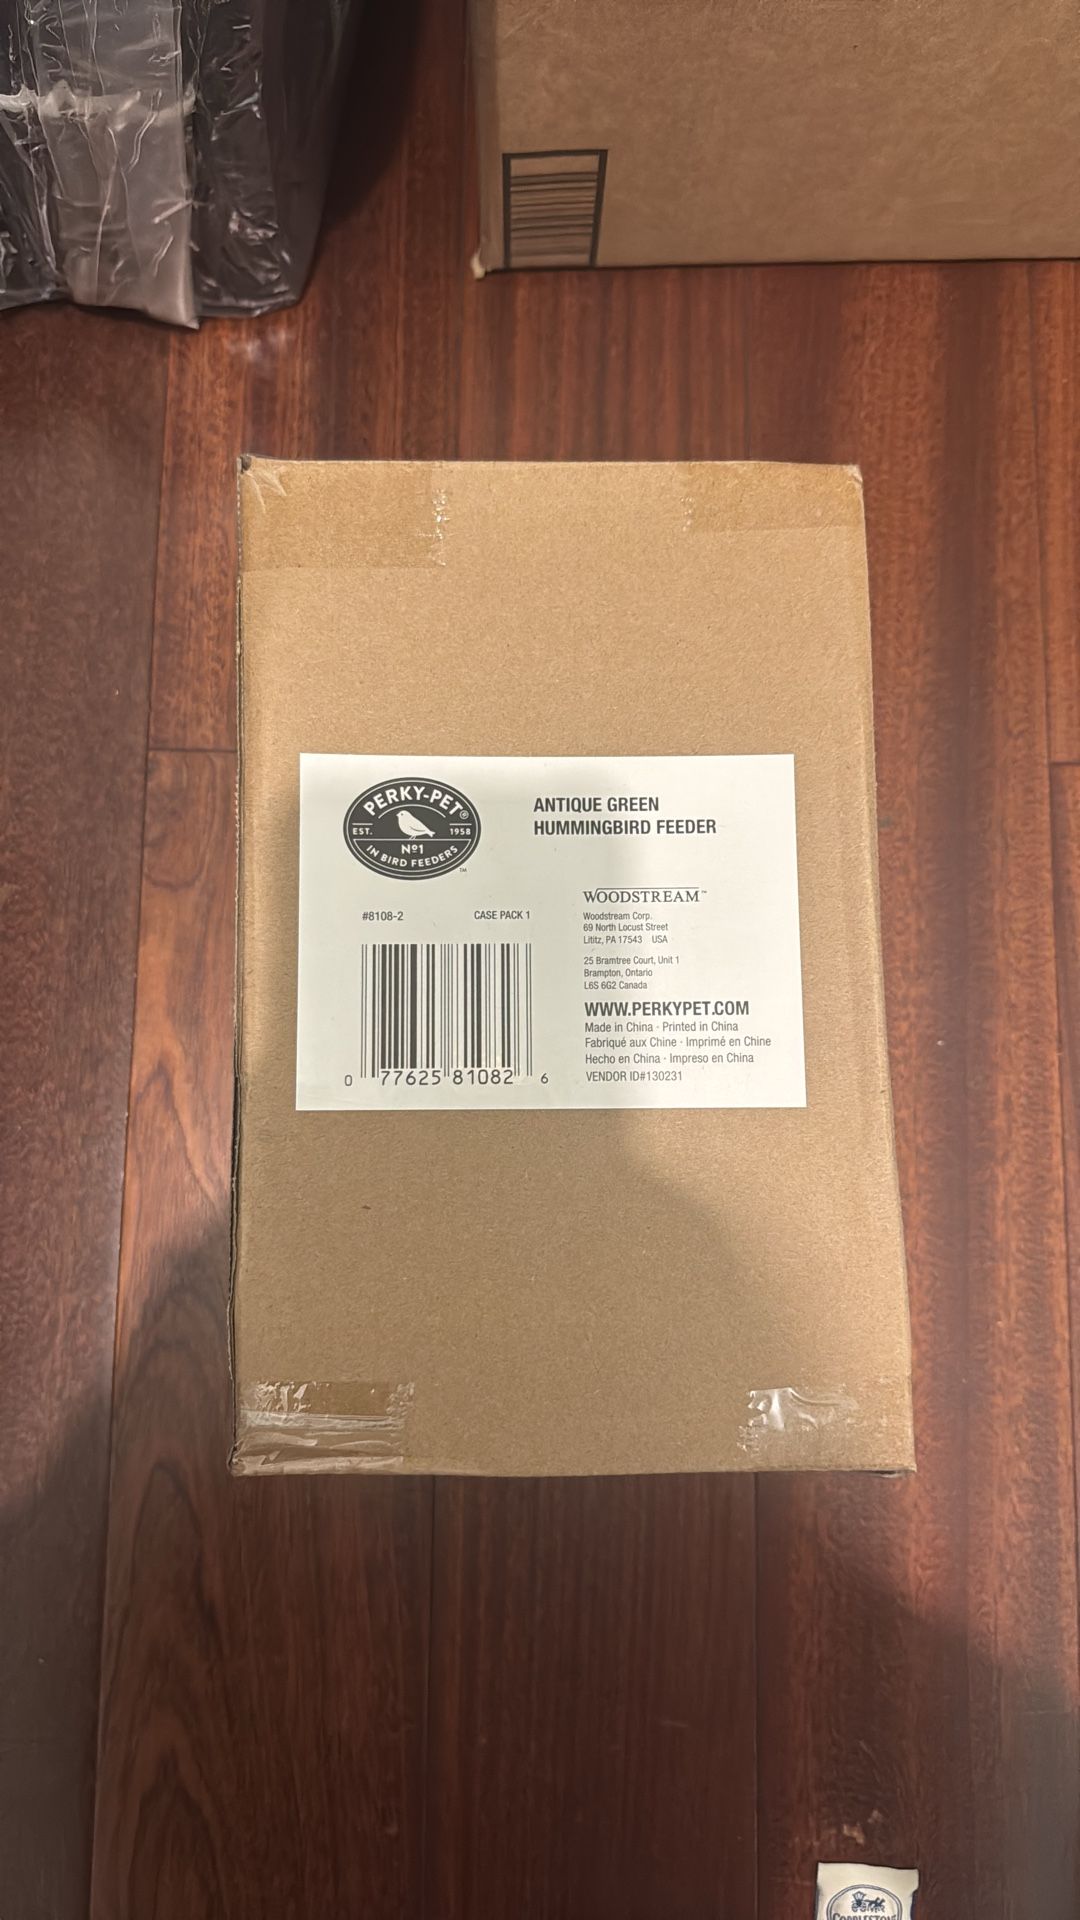 PERKY-PET®
EST. 1958
Nº1
IN BIRD FEEDERS™
ANTIQUE GREEN
HUMMINGBIRD FEEDER
#8108-2 CASE PACK 1
0 77625 81082 6
WOODSTREAM™
Woodstream Corp.
69 North Locust Street
Lititz, PA 17543 USA
25 Bramtree Court, Unit 1
Brampton, Ontario
L6S 6G2 Canada
WWW.PERKYPET.COM
Made in China · Printed in China
Fabriqué aux Chine · Imprimé en Chine
Hecho en China · Impreso en China
VENDOR ID#130231